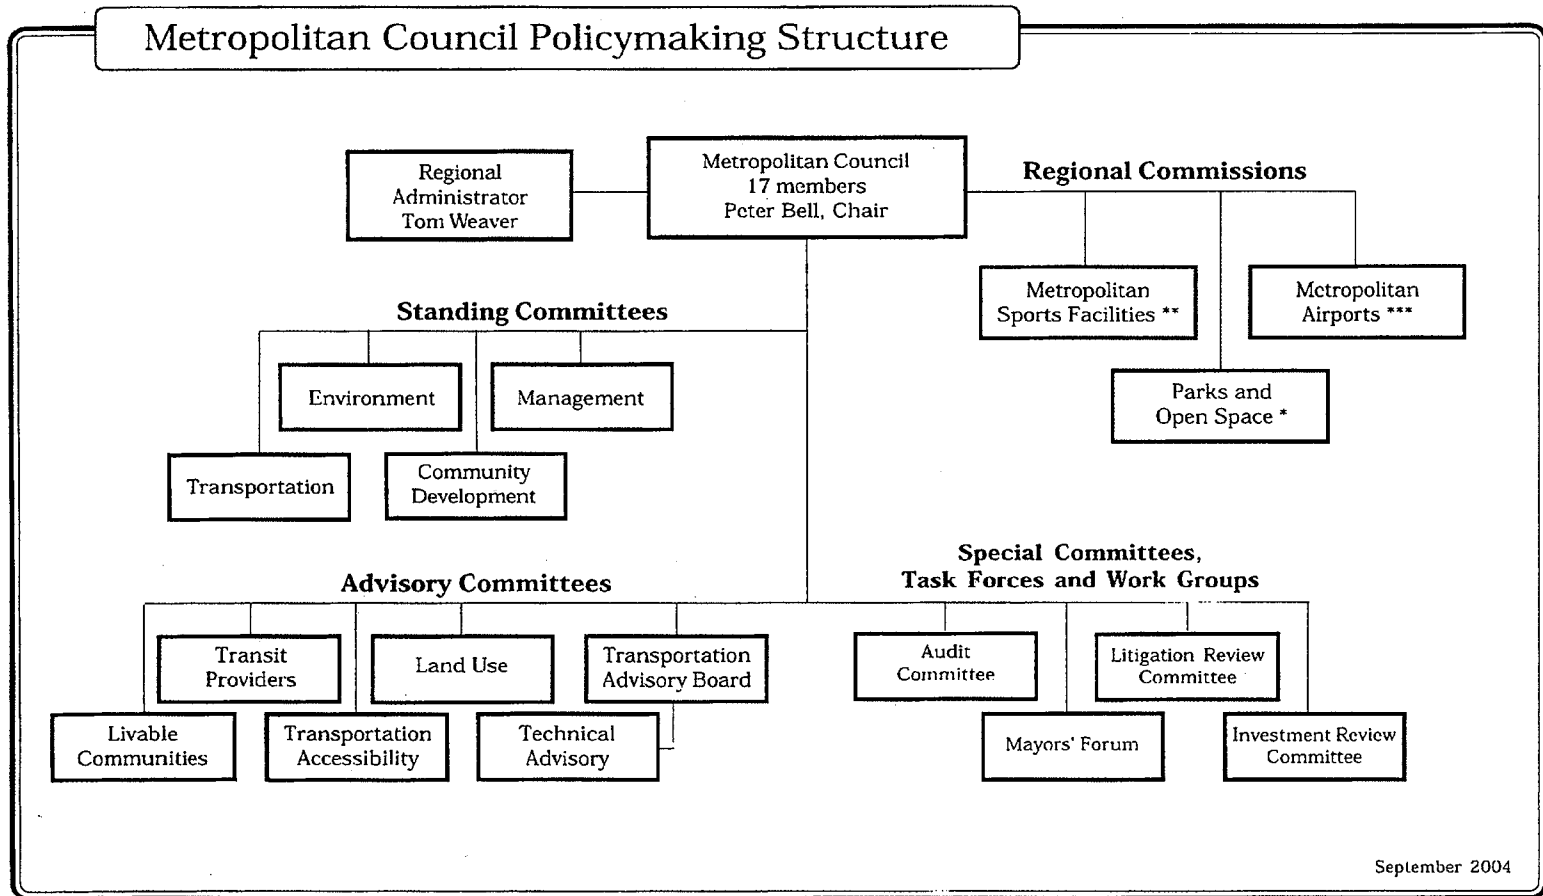 Metropolitan Council Policymaking Structure
Regional
Administrator
Tom Weaver
Metropolitan Council
17 members
Peter Bell, Chair
Regional Commissions
Metropolitan
Sports Facilities **
Metropolitan
Airports ***
Parks and
Open Space *
Standing Committees
Environment
Management
Transportation
Community
Development
Advisory Committees
Transit
Providers
Land Use
Transportation
Advisory Board
Livable
Communities
Transportation
Accessibility
Technical
Advisory
Special Committees,
Task Forces and Work Groups
Audit
Committee
Litigation Review
Committee
Mayors' Forum
Investment Review
Committee
September 2004